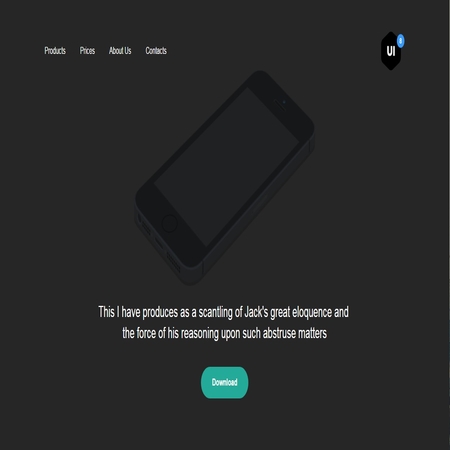 Products Prices About Us Contacts
UI
This I have produces as a scantling of Jack's great eloquence and
the force of his reasoning upon such abstruse matters
Download